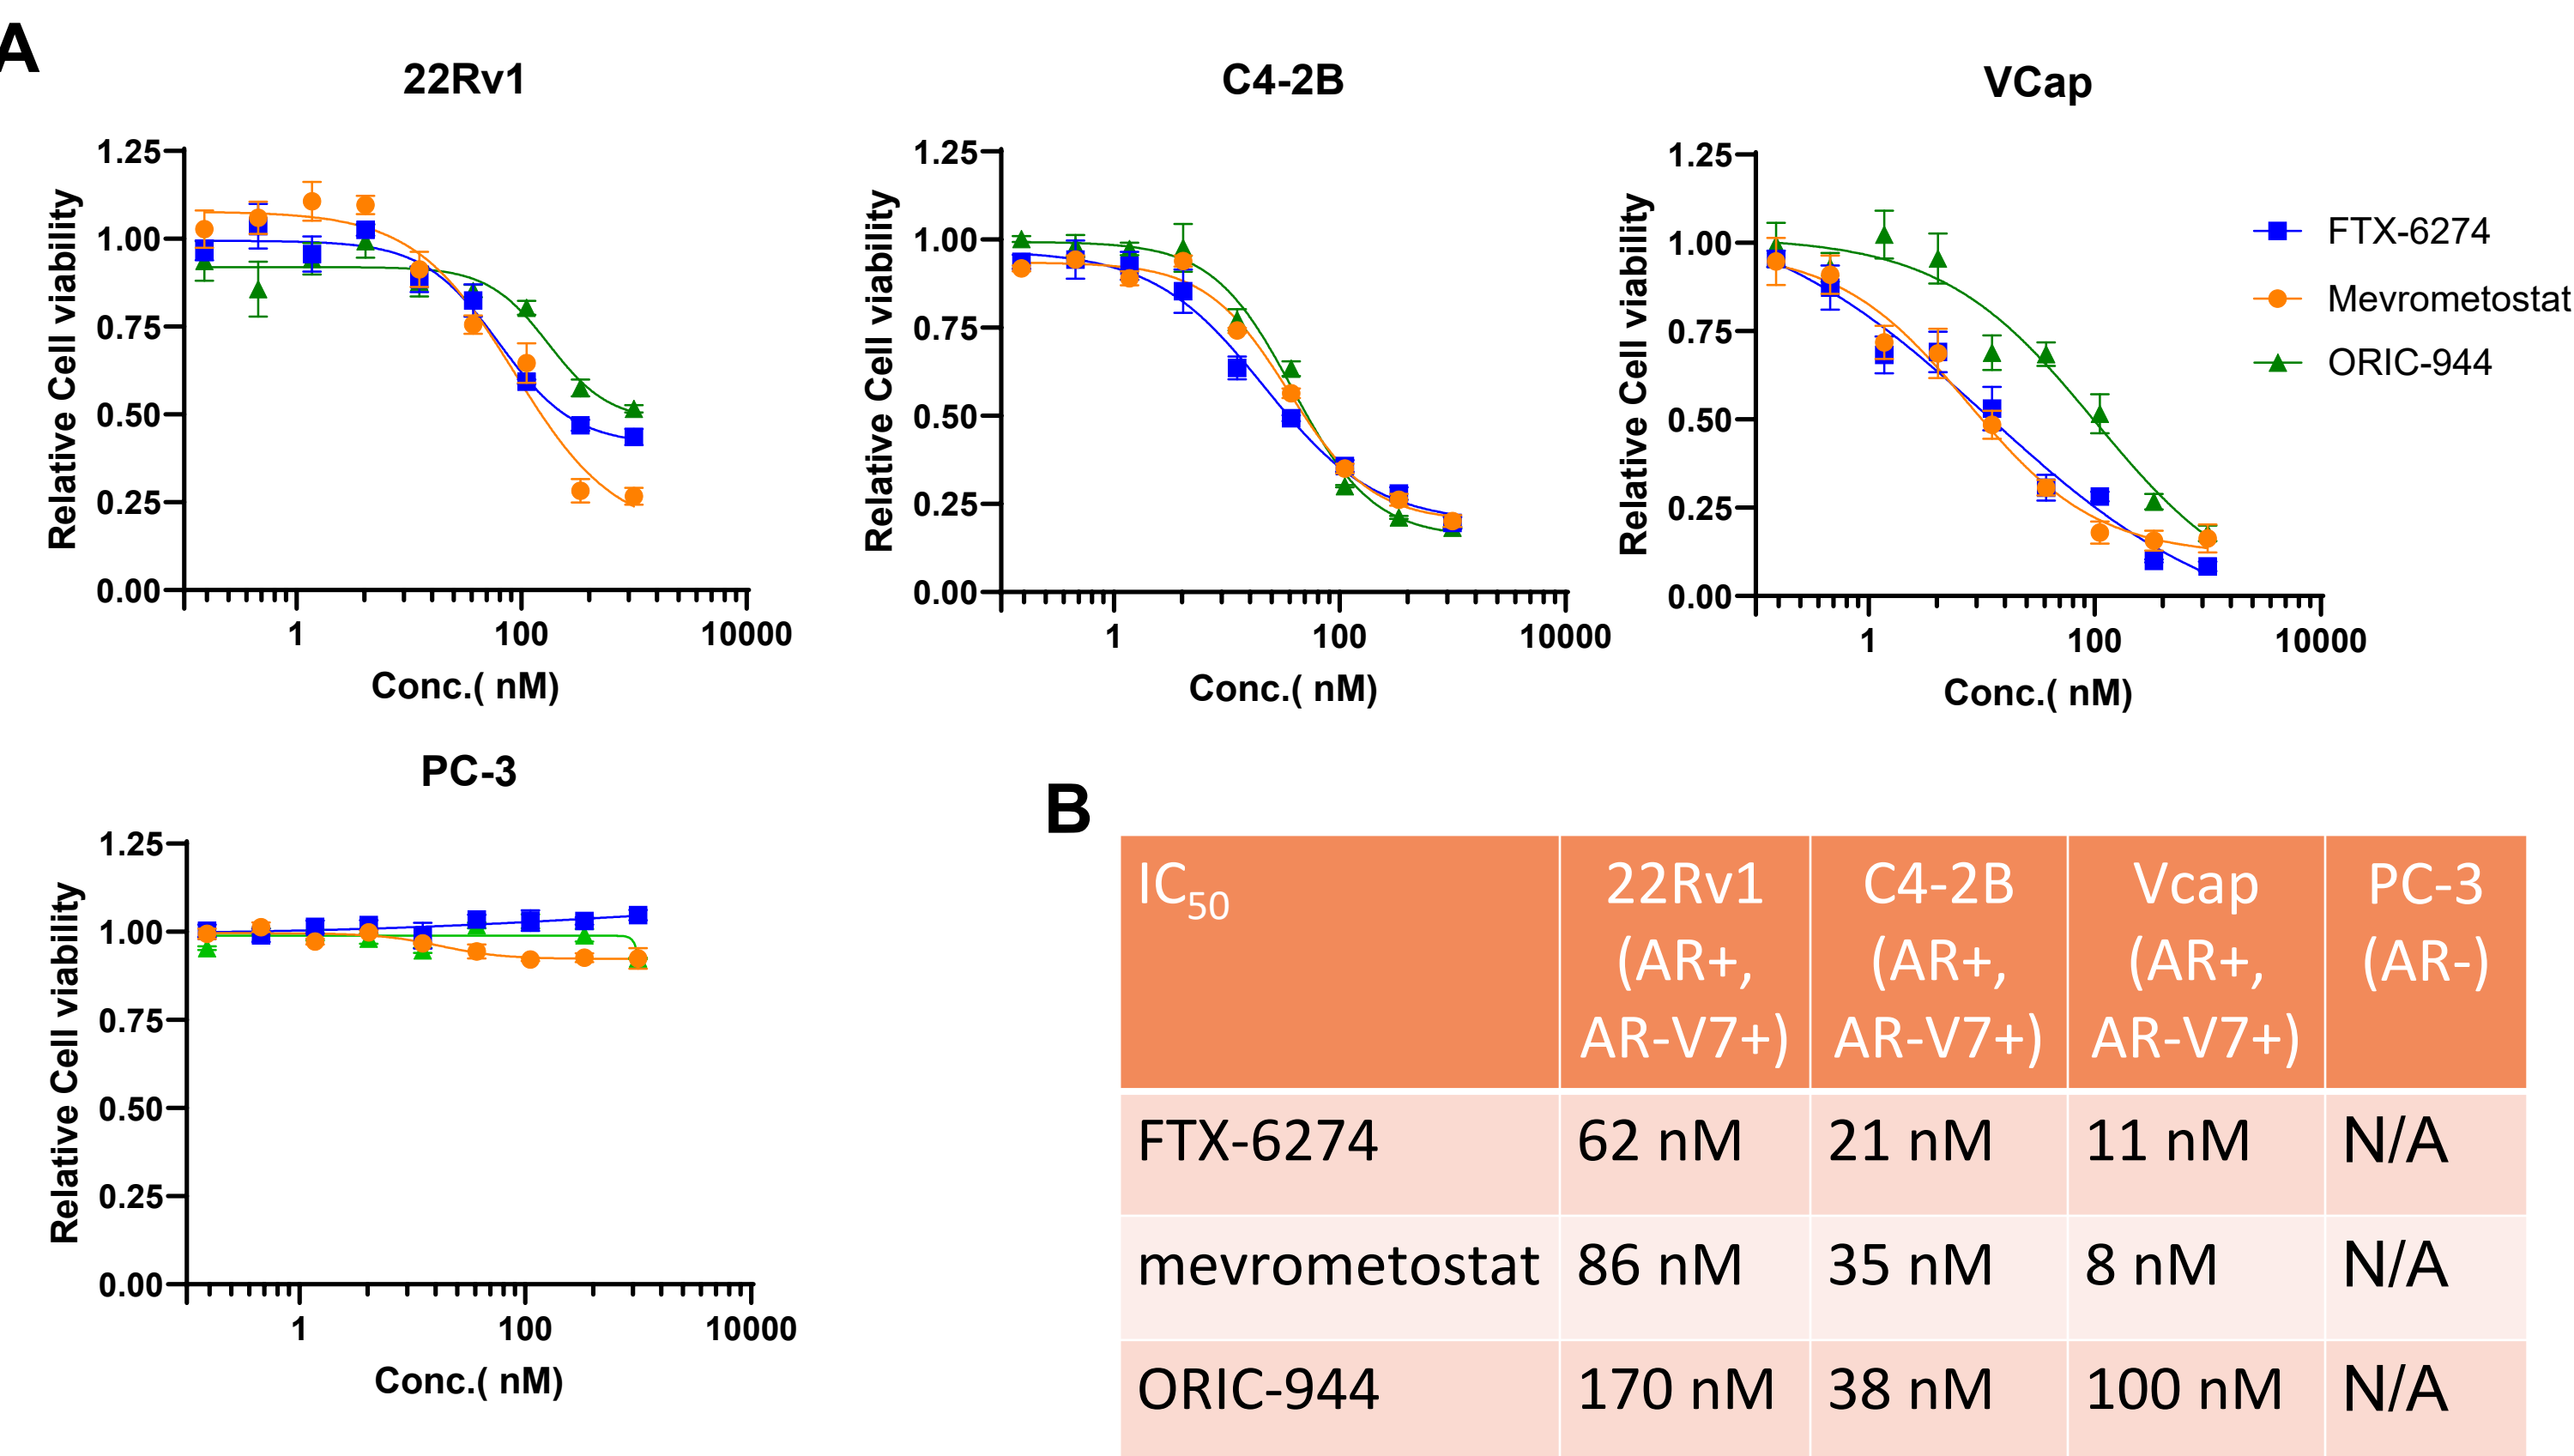 A
22Rv1
1.25
1.00
0.75
0.50
0.25
0.00
Relative Cell viability
1
100
10000
Conc.( nM)
C4-2B
1.25
1.00
0.75
0.50
0.25
0.00
Relative Cell viability
1
100
10000
Conc.( nM)
VCap
1.25
1.00
0.75
0.50
0.25
0.00
Relative Cell viability
1
100
10000
Conc.( nM)
FTX-6274
Mevrometostat
ORIC-944
PC-3
1.25
1.00
0.75
0.50
0.25
0.00
Relative Cell viability
1
100
10000
Conc.( nM)
B
IC50
22Rv1
(AR+,
AR-V7+)
C4-2B
(AR+,
AR-V7+)
Vcap
(AR+,
AR-V7+)
PC-3
(AR-)
FTX-6274 62 nM 21 nM 11 nM N/A
mevrometostat 86 nM 35 nM 8 nM N/A
ORIC-944 170 nM 38 nM 100 nM N/A